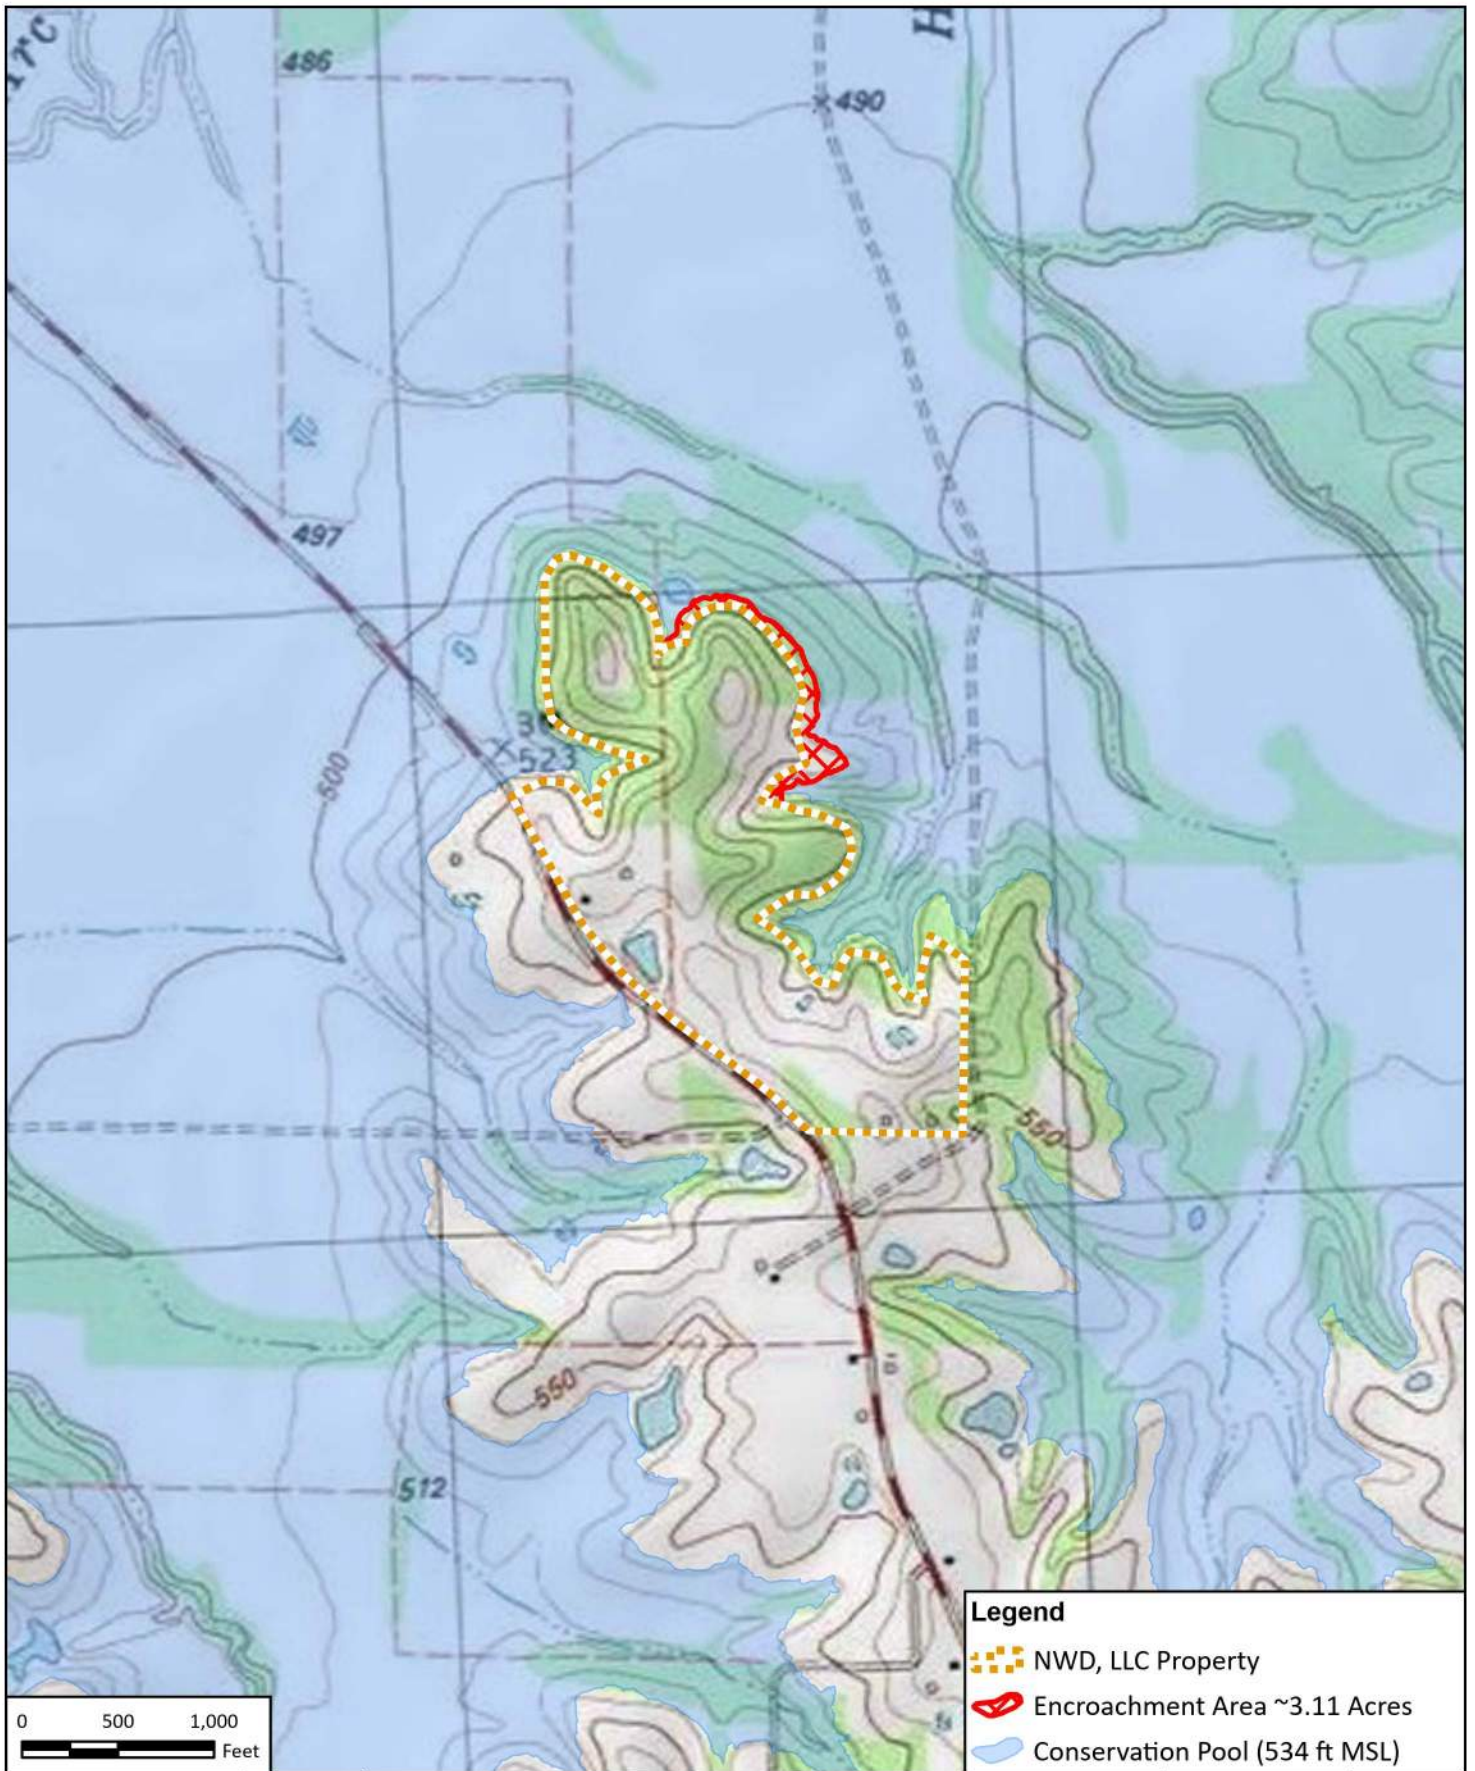 486
490
497
523
500
550
550
512
Legend
NWD, LLC Property
Encroachment Area ~3.11 Acres
Conservation Pool (534 ft MSL)
0 500 1,000
Feet